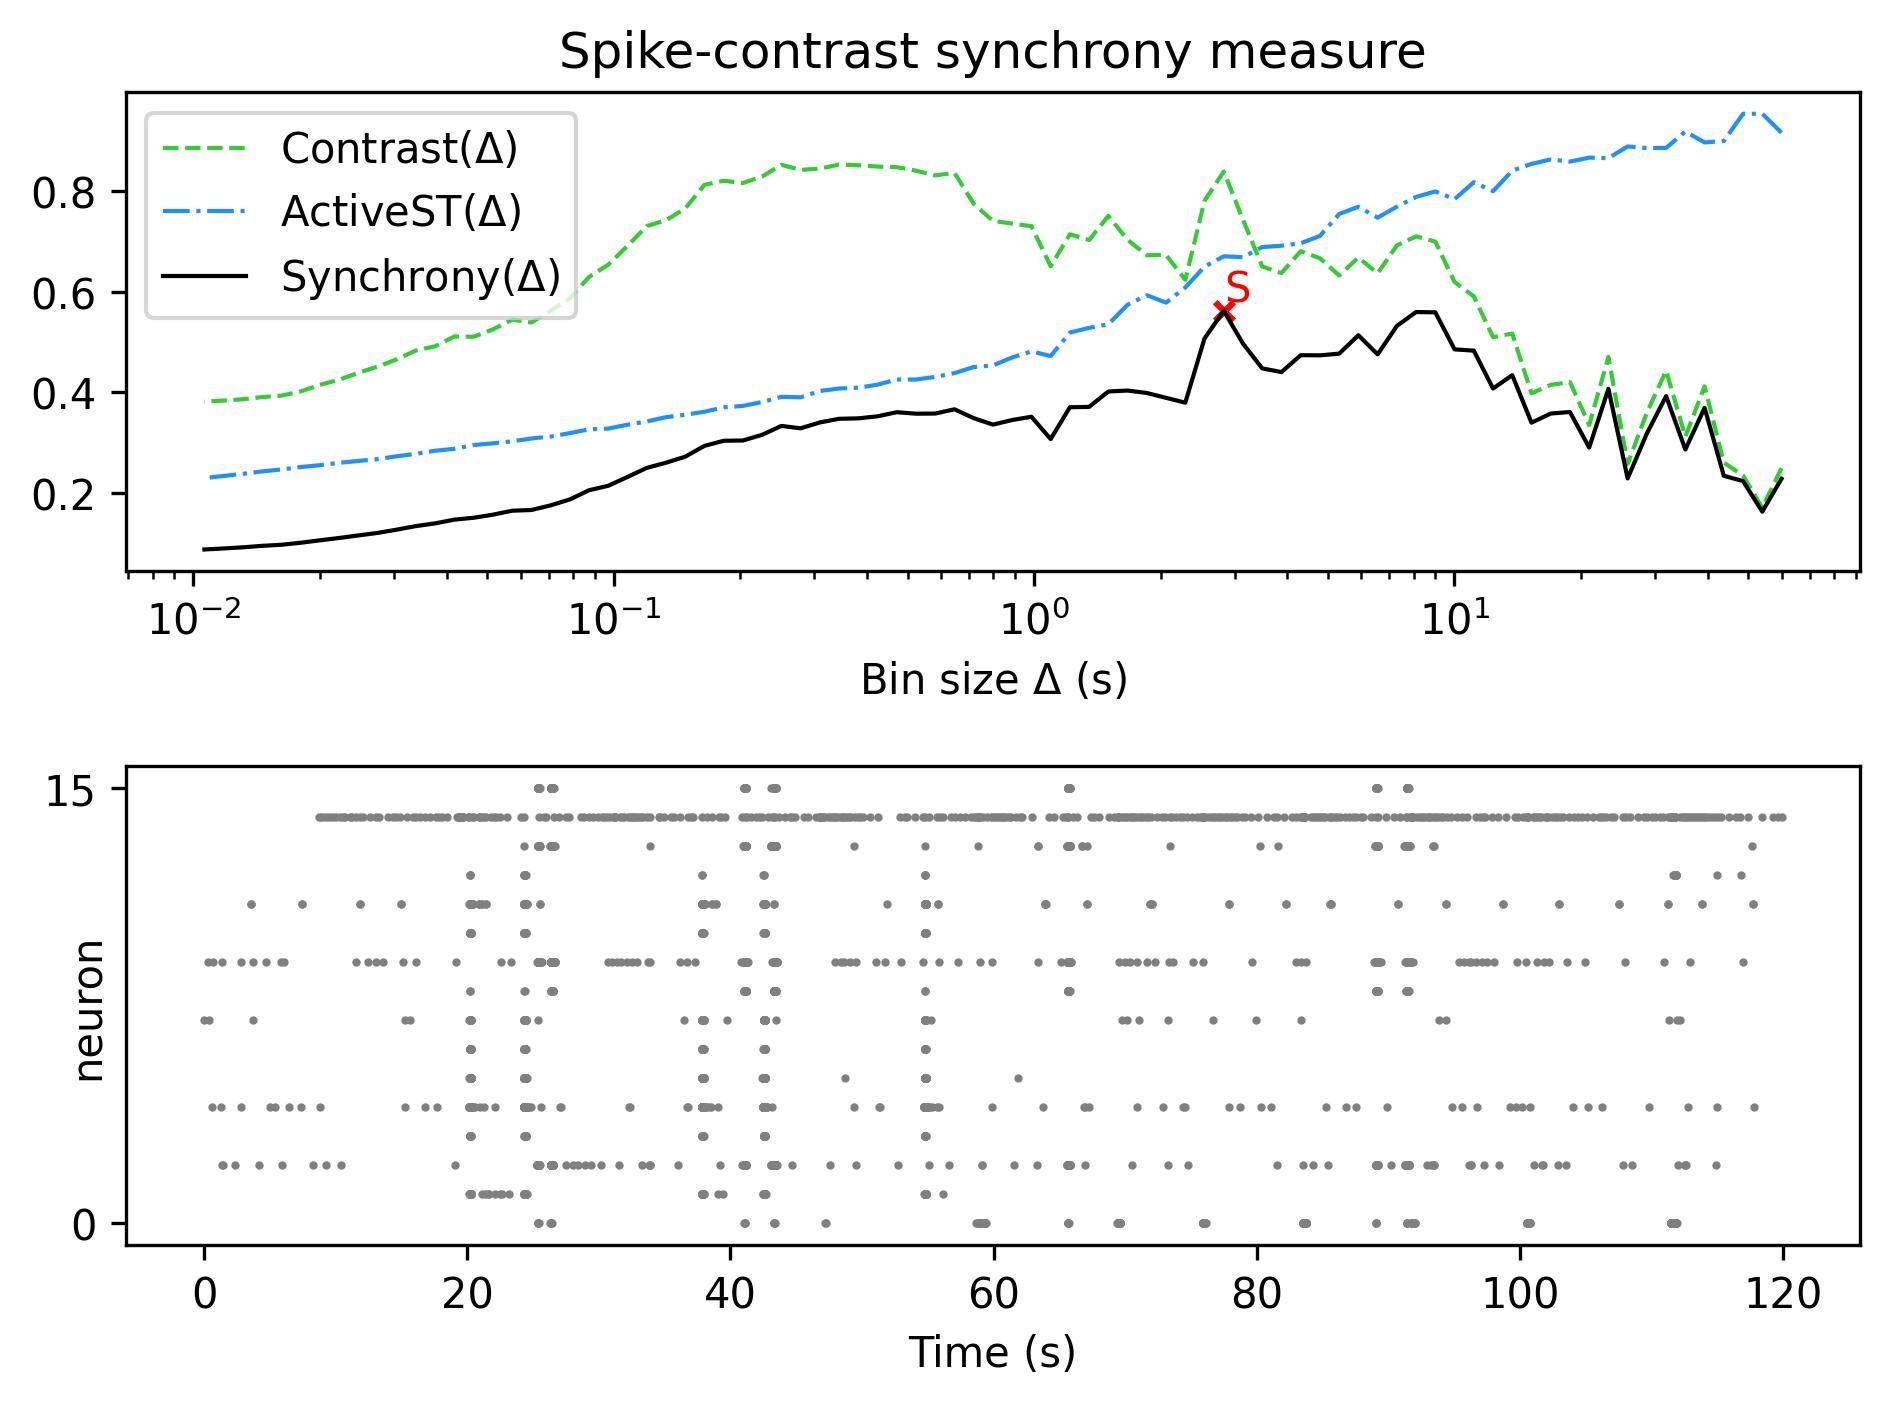 Spike-contrast synchrony measure
Contrast(Δ)
ActiveST(Δ)
Synchrony(Δ)
S
0.8
0.6
0.4
0.2
10⁻² 10⁻¹ 10⁰ 10¹
Bin size Δ (s)
15
0
neuron
0 20 40 60 80 100 120
Time (s)